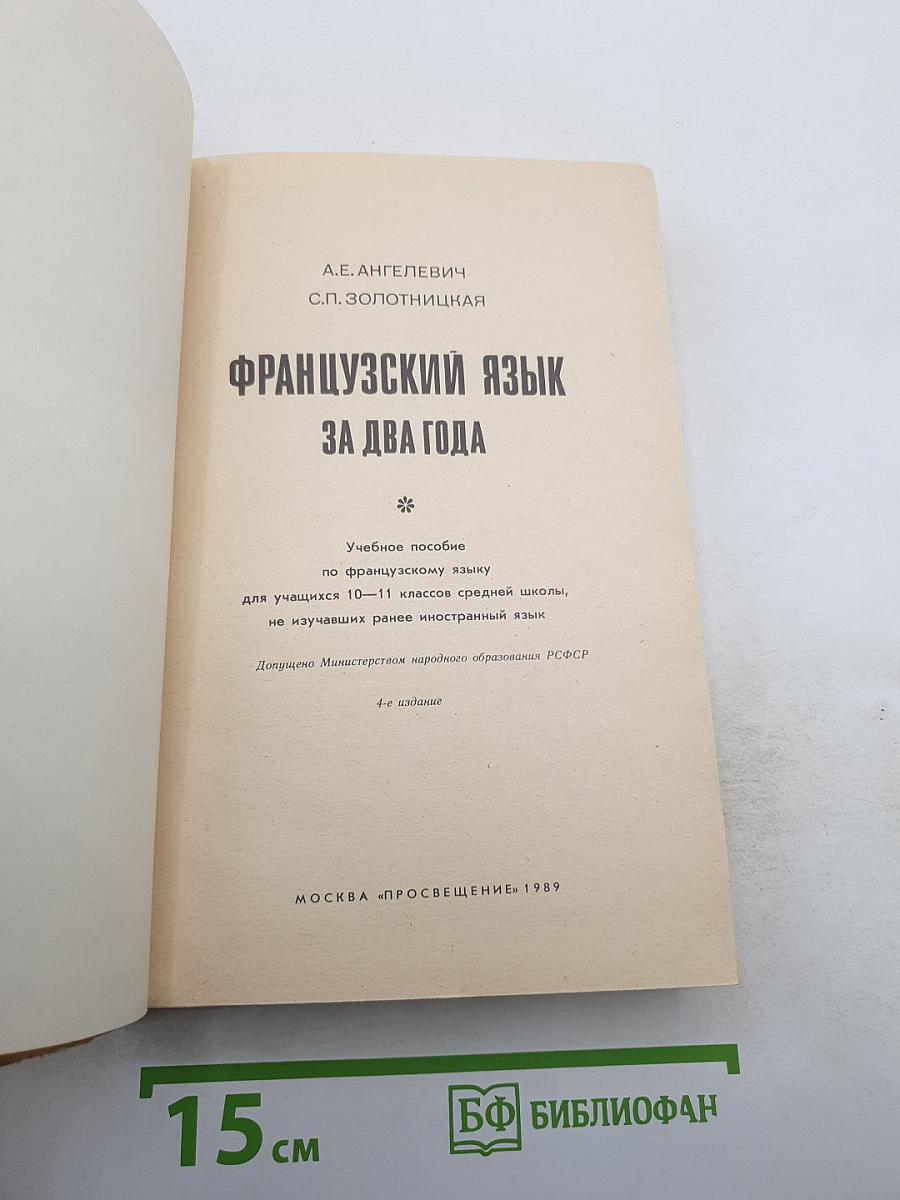 А.Е.АНГЕЛЕВИЧ
С.П.ЗОЛОТНИЦКАЯ
ФРАНЦУЗСКИЙ ЯЗЫК
ЗА ДВА ГОДА
*
Учебное пособие
по французскому языку
для учащихся 10—11 классов средней школы,
не изучавших ранее иностранный язык
Допущено Министерством народного образования РСФСР
4-е издание
МОСКВА «ПРОСВЕЩЕНИЕ» 1989
15 см
БФ БИБЛИОФАН